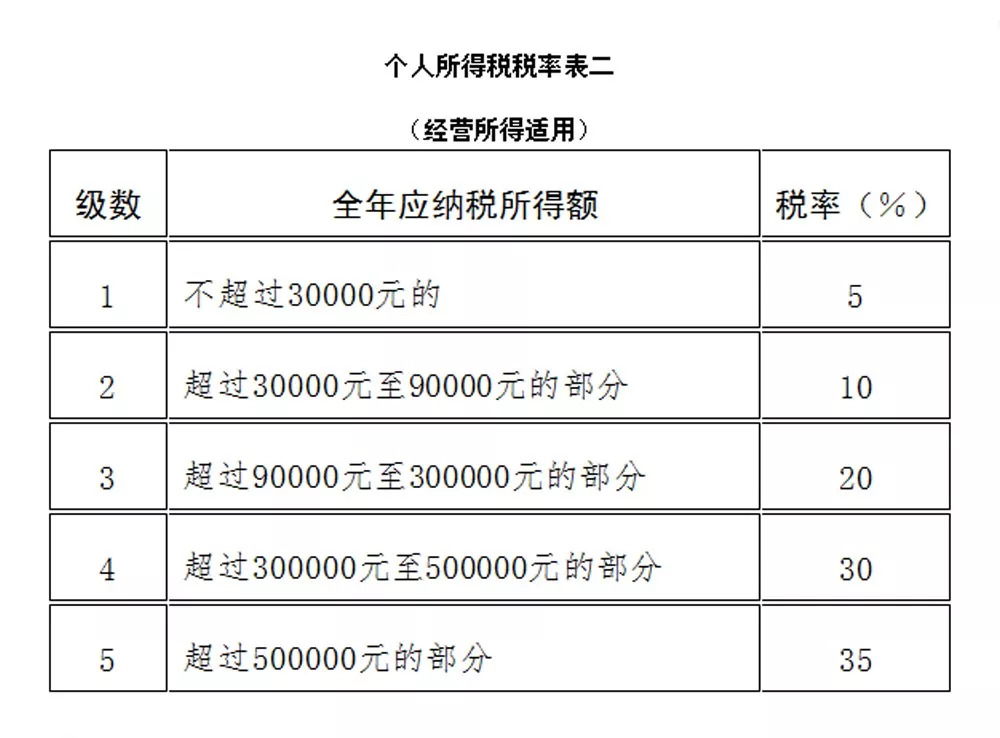 个人所得税税率表二
（经营所得适用）
级数 全年应纳税所得额 税率（%）
1 不超过30000元的 5
2 超过30000元至90000元的部分 10
3 超过90000元至300000元的部分 20
4 超过300000元至500000元的部分 30
5 超过500000元的部分 35